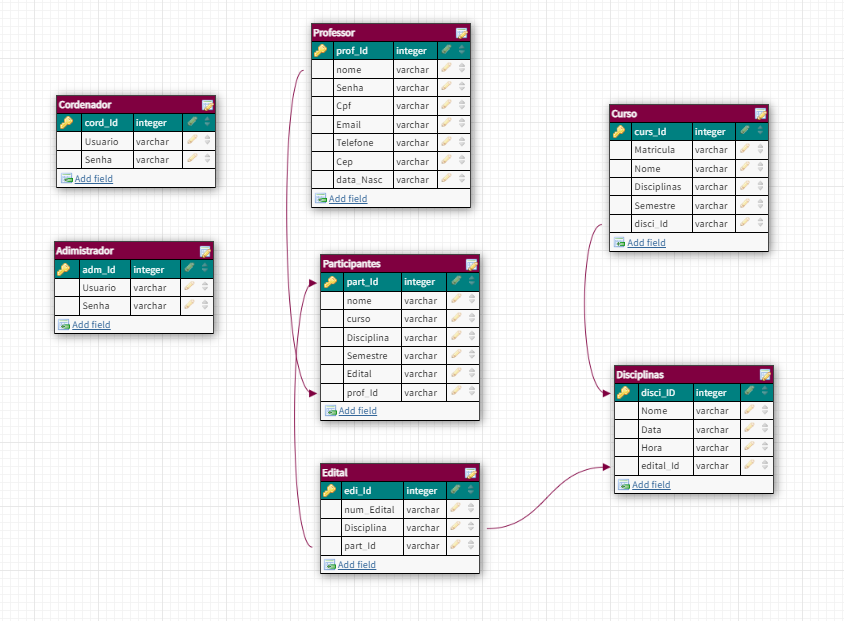 Professor
prof_Id integer
nome varchar
Senha varchar
Cpf varchar
Email varchar
Telefone varchar
Cep varchar
data_Nasc varchar
Add field
Cordenador
cord_Id integer
Usuario varchar
Senha varchar
Add field
Curso
curs_Id integer
Matricula varchar
Nome varchar
Disciplinas varchar
Semestre varchar
disci_Id varchar
Add field
Adimistrador
adm_Id integer
Usuario varchar
Senha varchar
Add field
Participantes
part_Id integer
nome varchar
curso varchar
Disciplina varchar
Semestre varchar
Edital varchar
prof_Id varchar
Add field
Disciplinas
disci_ID integer
Nome varchar
Data varchar
Hora varchar
edital_Id varchar
Add field
Edital
edi_Id integer
num_Edital varchar
Disciplina varchar
part_Id varchar
Add field